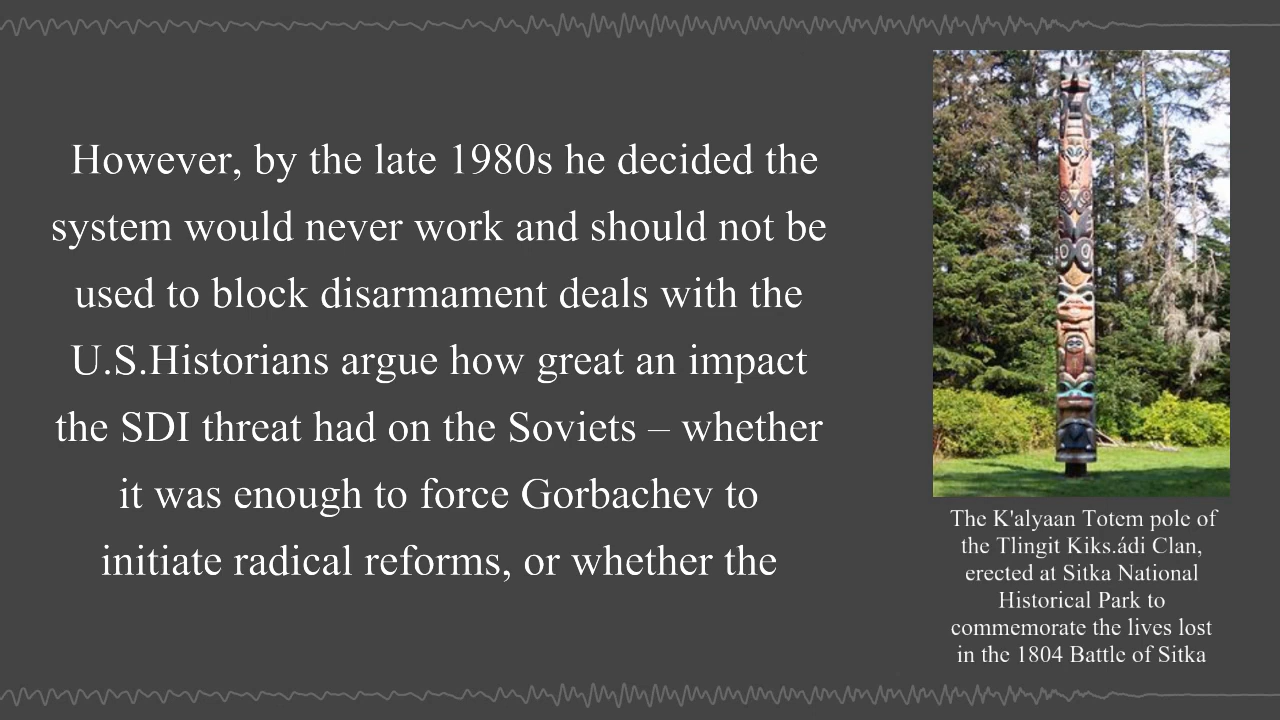 However, by the late 1980s he decided the
system would never work and should not be
used to block disarmament deals with the
U.S.Historians argue how great an impact
the SDI threat had on the Soviets – whether
it was enough to force Gorbachev to
initiate radical reforms, or whether the
The K'alyaan Totem pole of
the Tlingit Kiks.ádi Clan,
erected at Sitka National
Historical Park to
commemorate the lives lost
in the 1804 Battle of Sitka